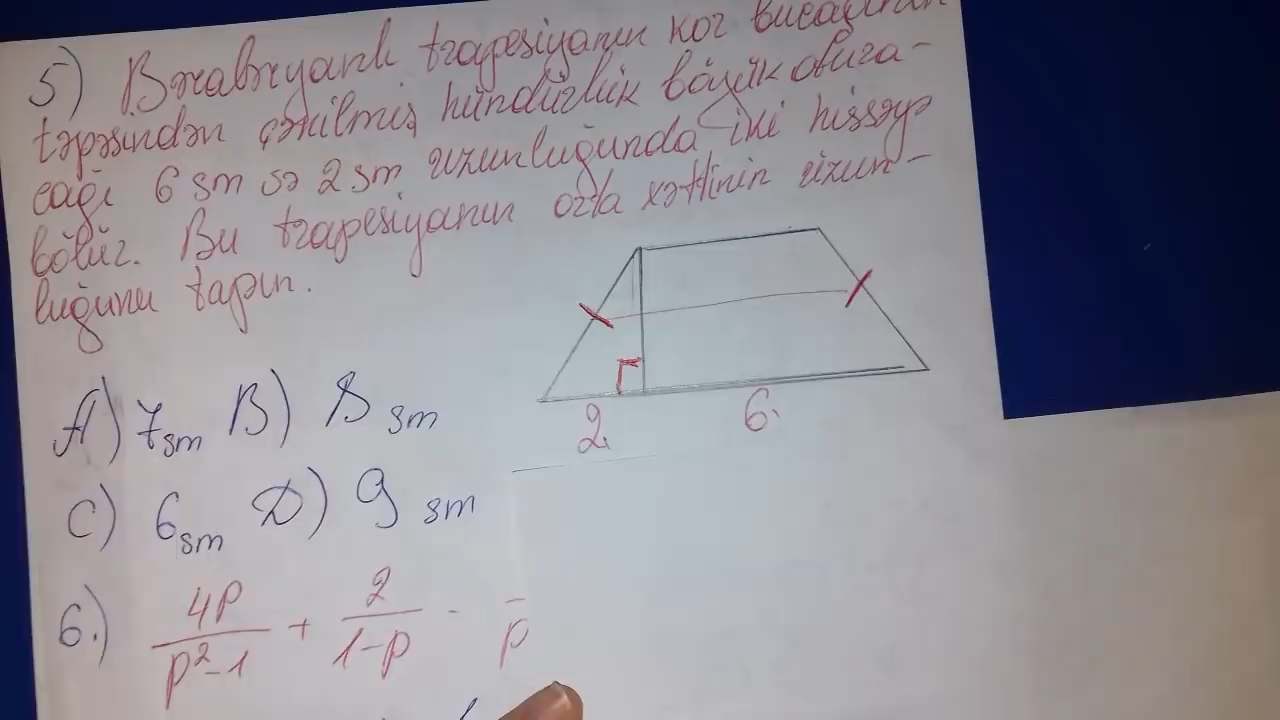 5) Bərabəryanlı trapesiyanın kor bucağının
təpəsindən çəkilmiş hündürlük böyük otura-
cağı 6 sm və 2 sm uzunluğunda iki hissəyə
bölür. Bu trapesiyanın orta xəttinin uzun-
luğunu tapın.
2 6
A) 7sm B) 8 sm
C) 6sm D) 9 sm
6.) 4p/(p²-1) + 2/(1-p) -
p